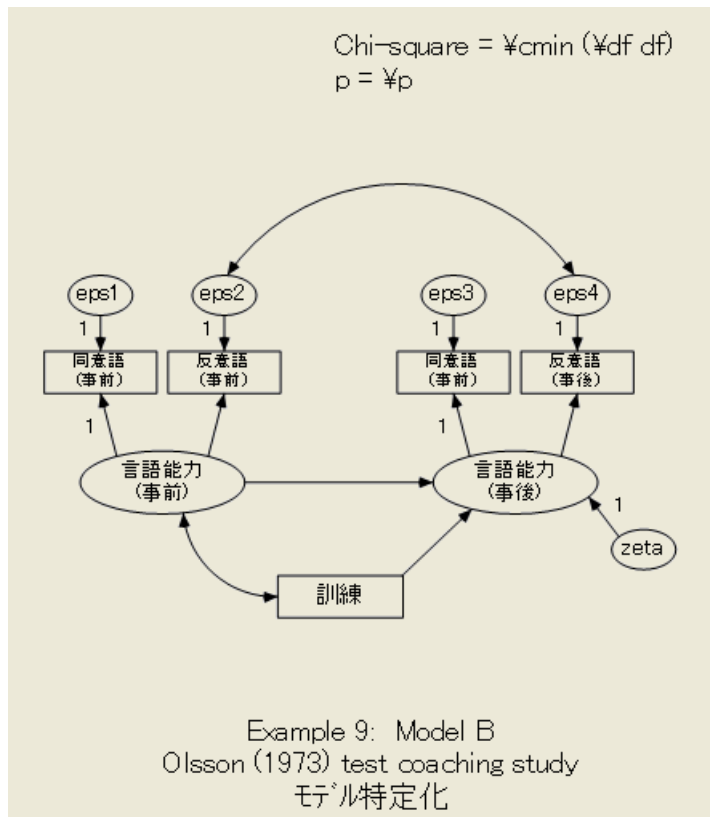 Chi-square = ¥cmin (¥df df)
p = ¥p
eps1
eps2
eps3
eps4
1
1
1
1
同意語
(事前)
反意語
(事前)
同意語
(事前)
反意語
(事後)
1
1
言語能力
(事前)
言語能力
(事後)
1
zeta
訓練
Example 9: Model B
Olsson (1973) test coaching study
モデル特定化